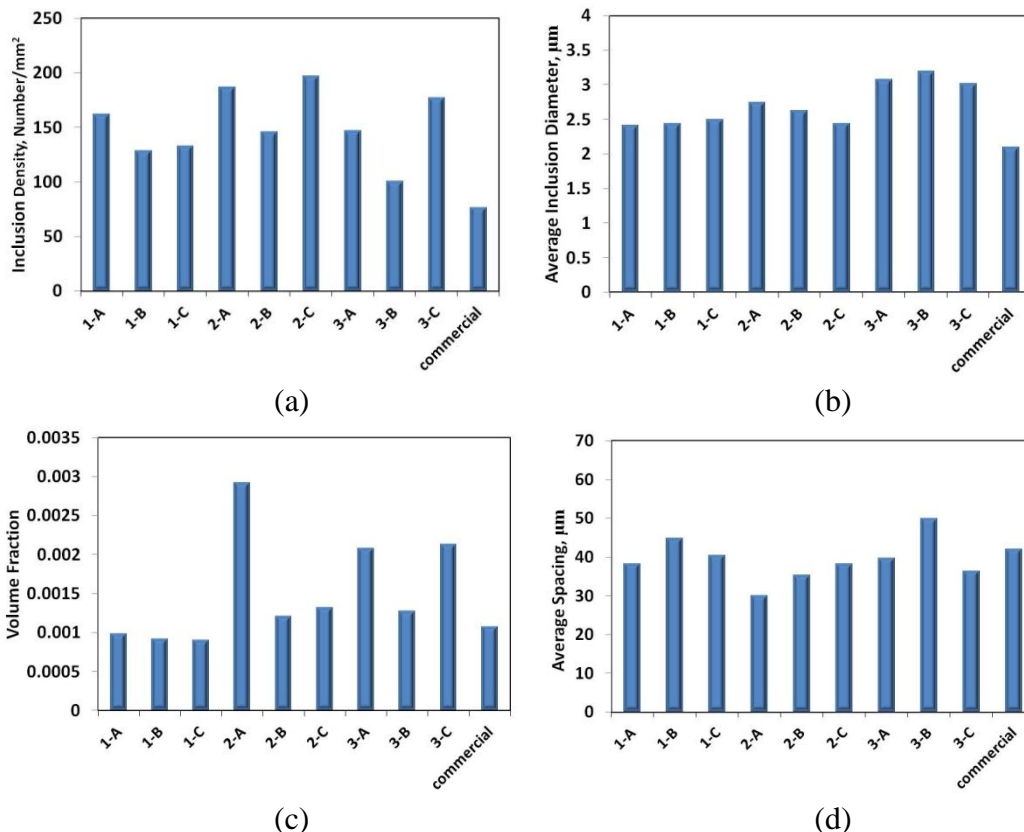 Inclusion Density, Number/mm²
250
200
150
100
50
0
1-A
1-B
1-C
2-A
2-B
2-C
3-A
3-B
3-C
commercial
(a)
Average Inclusion Diameter, µm
4
3.5
3
2.5
2
1.5
1
0.5
0
1-A
1-B
1-C
2-A
2-B
2-C
3-A
3-B
3-C
commercial
(b)
Volume Fraction
0.0035
0.003
0.0025
0.002
0.0015
0.001
0.0005
0
1-A
1-B
1-C
2-A
2-B
2-C
3-A
3-B
3-C
commercial
(c)
Average Spacing, µm
70
60
50
40
30
20
10
0
1-A
1-B
1-C
2-A
2-B
2-C
3-A
3-B
3-C
commercial
(d)